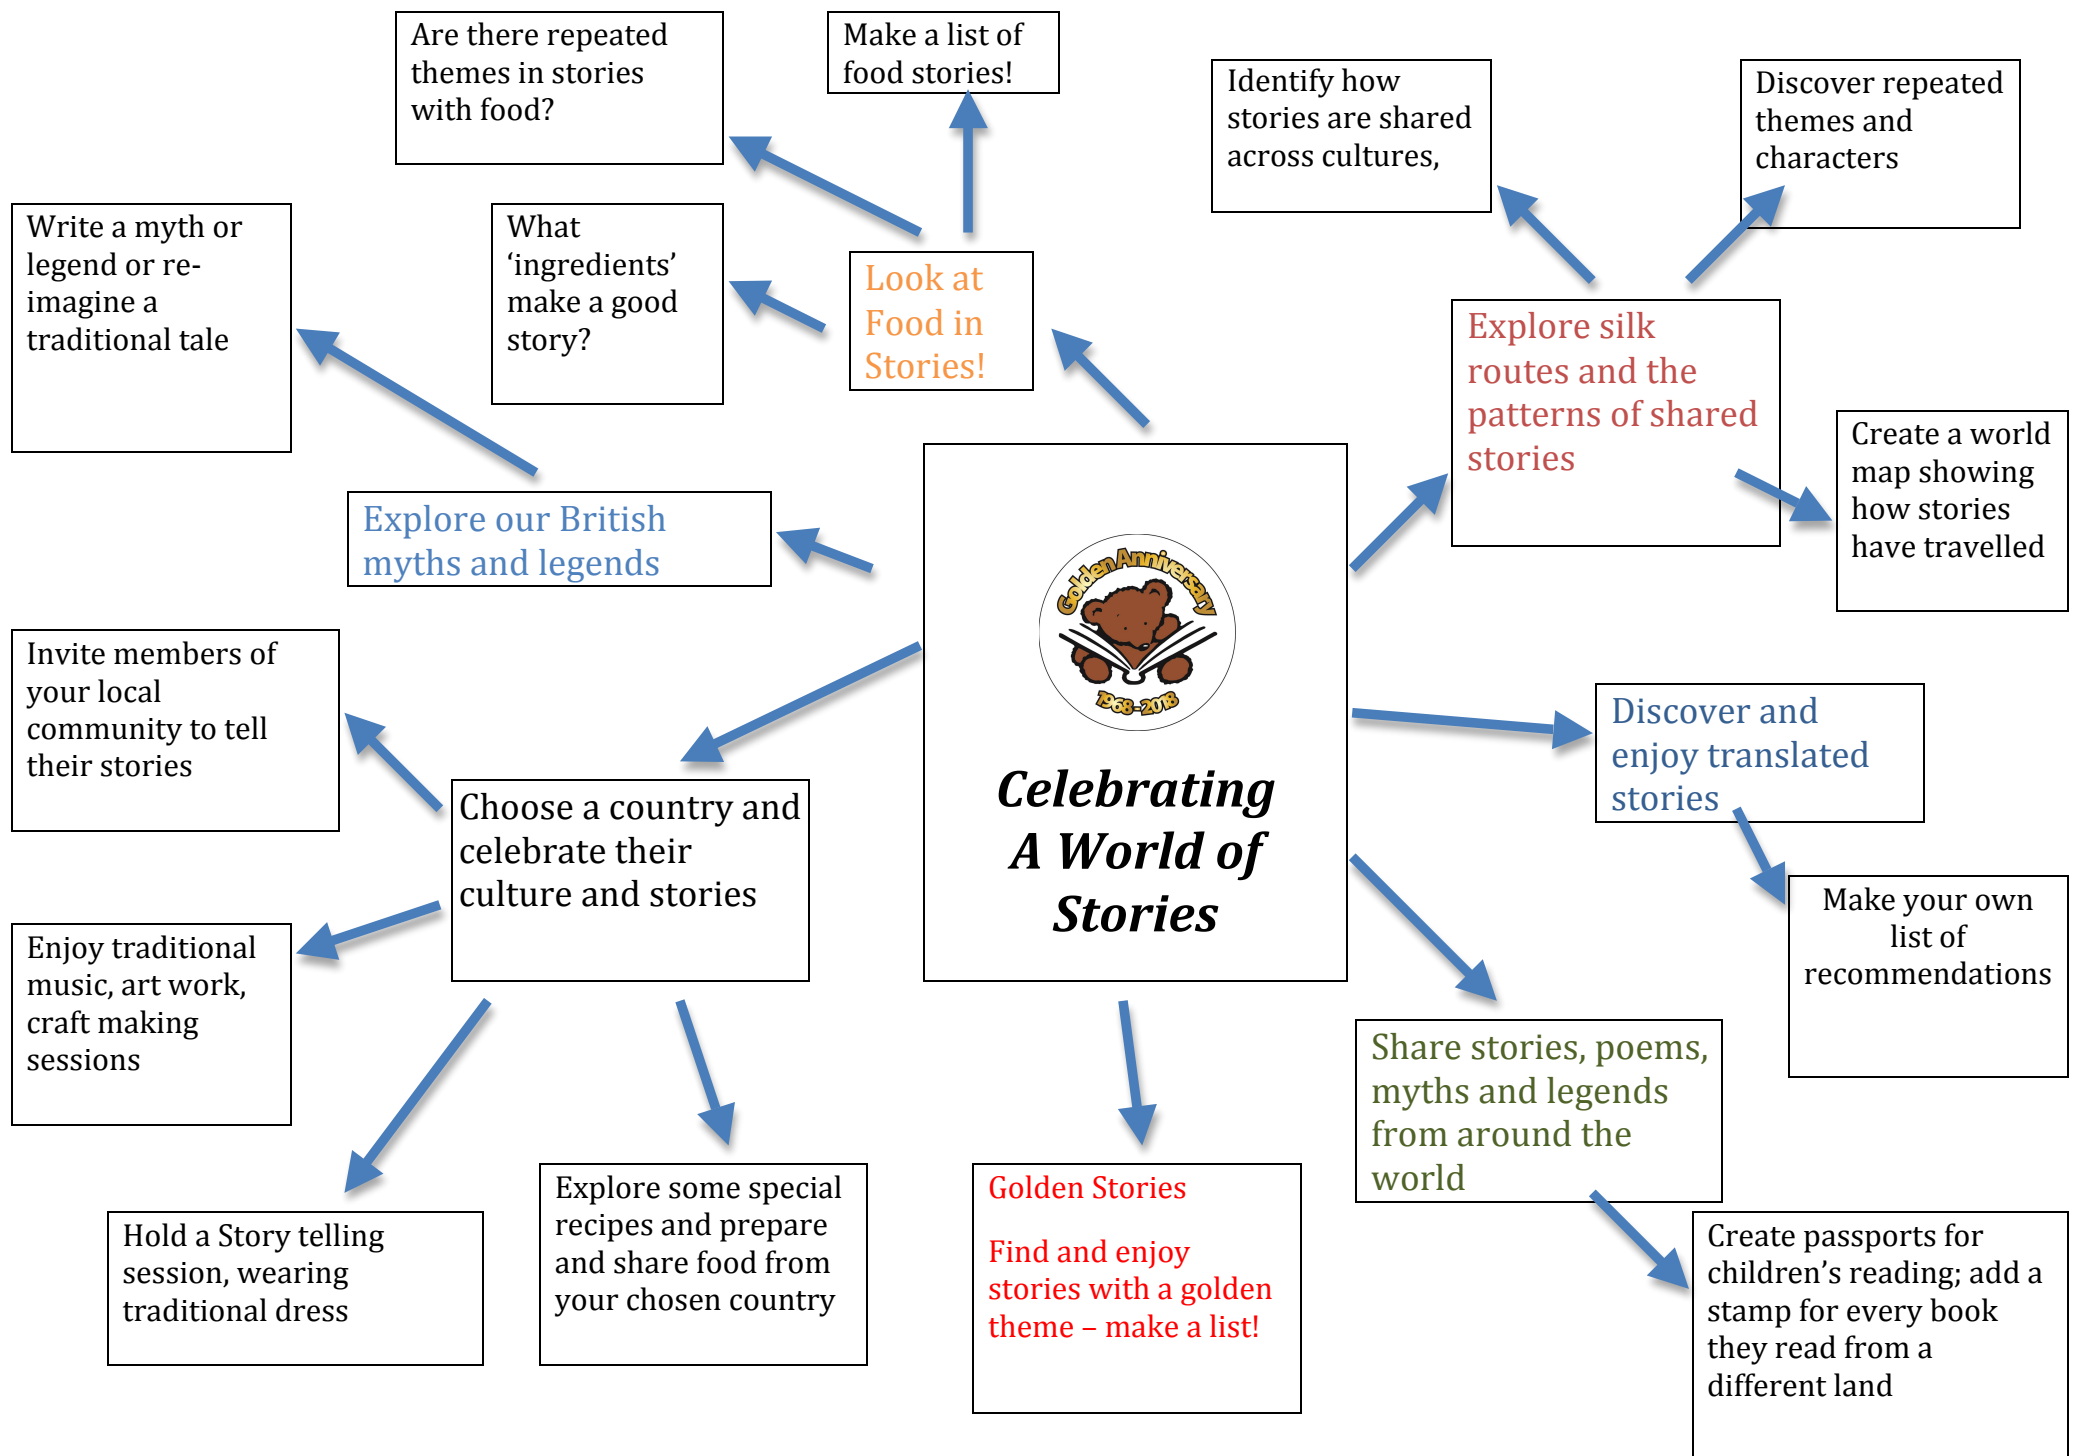 Are there repeated
themes in stories
with food?
Make a list of
food stories!
Identify how
stories are shared
across cultures,
Discover repeated
themes and
characters
Write a myth or
legend or re-
imagine a
traditional tale
What
‘ingredients’
make a good
story?
Look at
Food in
Stories!
Explore silk
routes and the
patterns of shared
stories
Create a world
map showing
how stories
have travelled
Explore our British
myths and legends
Golden Anniversary
1968-2018
Celebrating
A World of
Stories
Invite members of
your local
community to tell
their stories
Discover and
enjoy translated
stories
Choose a country and
celebrate their
culture and stories
Make your own
list of
recommendations
Enjoy traditional
music, art work,
craft making
sessions
Share stories, poems,
myths and legends
from around the
world
Hold a Story telling
session, wearing
traditional dress
Explore some special
recipes and prepare
and share food from
your chosen country
Golden Stories
Find and enjoy
stories with a golden
theme – make a list!
Create passports for
children’s reading; add a
stamp for every book
they read from a
different land